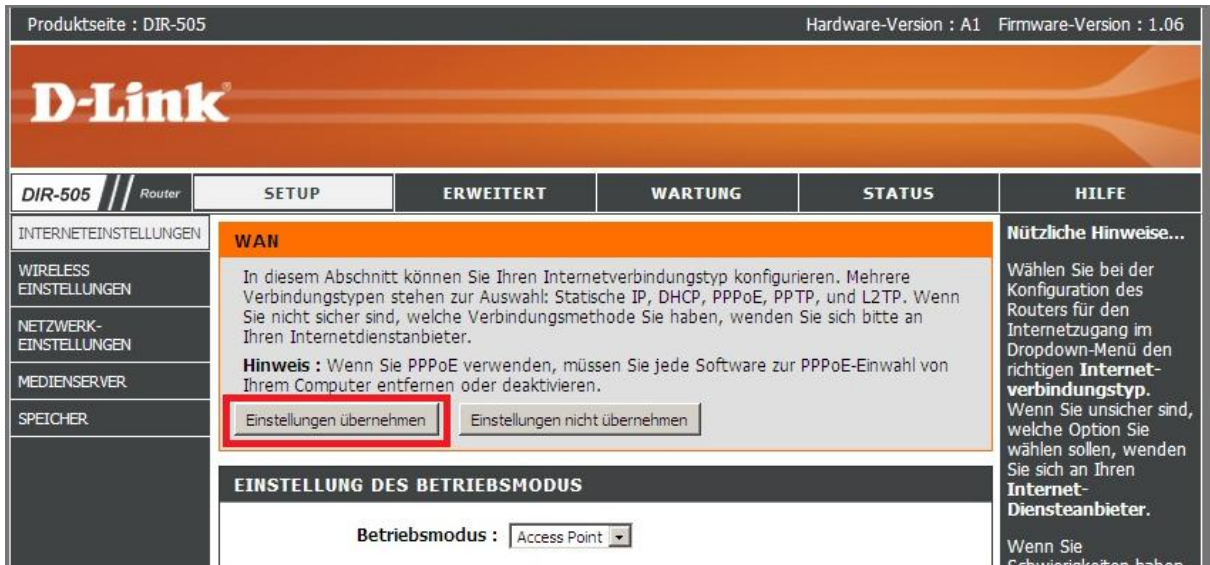 Produktseite : DIR-505
Hardware-Version : A1 Firmware-Version : 1.06
D-Link®
DIR-505 /// Router
SETUP
ERWEITERT
WARTUNG
STATUS
HILFE
INTERNETEINSTELLUNGEN
WIRELESS
EINSTELLUNGEN
NETZWERK-
EINSTELLUNGEN
MEDIENSERVER
SPEICHER
WAN
In diesem Abschnitt können Sie Ihren Internetverbindungstyp konfigurieren. Mehrere
Verbindungstypen stehen zur Auswahl: Statische IP, DHCP, PPPoE, PPTP, und L2TP. Wenn
Sie nicht sicher sind, welche Verbindungsmethode Sie haben, wenden Sie sich bitte an
Ihren Internetdienstanbieter.
Hinweis : Wenn Sie PPPoE verwenden, müssen Sie jede Software zur PPPoE-Einwahl von
Ihrem Computer entfernen oder deaktivieren.
Einstellungen übernehmen
Einstellungen nicht übernehmen
EINSTELLUNG DES BETRIEBSMODUS
Betriebsmodus : Access Point
Nützliche Hinweise...
Wählen Sie bei der
Konfiguration des
Routers für den
Internetzugang im
Dropdown-Menü den
richtigen Internet-
verbindungstyp.
Wenn Sie unsicher sind,
welche Option Sie
wählen sollen, wenden
Sie sich an Ihren
Internet-
Diensteanbieter.
Wenn Sie
Schwierigkeiten haben